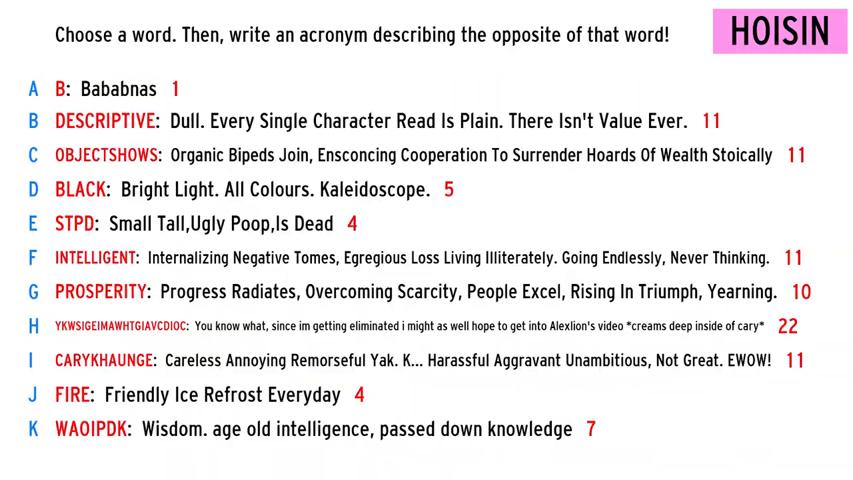 Choose a word. Then, write an acronym describing the opposite of that word!
HOISIN
A B: Bababnas 1
B DESCRIPTIVE: Dull. Every Single Character Read Is Plain. There Isn't Value Ever. 11
C OBJECTSHOWS: Organic Bipeds Join, Ensconcing Cooperation To Surrender Hoards Of Wealth Stoically 11
D BLACK: Bright Light. All Colours. Kaleidoscope. 5
E STPD: Small Tall,Ugly Poop,Is Dead 4
F INTELLIGENT: Internalizing Negative Tomes, Egregious Loss Living Illiterately. Going Endlessly, Never Thinking. 11
G PROSPERITY: Progress Radiates, Overcoming Scarcity, People Excel, Rising In Triumph, Yearning. 10
H YKWSIGEIMAWHTGIAVCDIOC: You know what, since im getting eliminated i might as well hope to get into Alexlion's video *creams deep inside of cary* 22
I CARYKHAUNGE: Careless Annoying Remorseful Yak. K... Harassful Aggravant Unambitious, Not Great. EWOW! 11
J FIRE: Friendly Ice Refrost Everyday 4
K WAOIPDK: Wisdom. age old intelligence, passed down knowledge 7